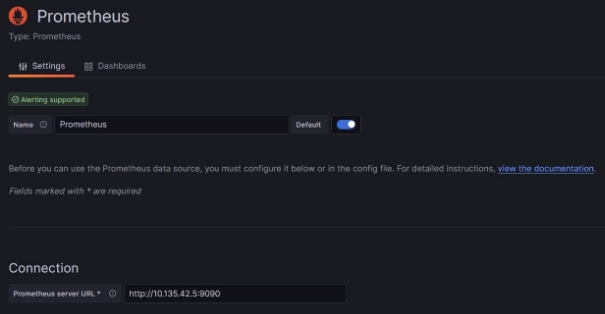 Prometheus
Type: Prometheus
Settings Dashboards
Alerting supported
Name Prometheus Default
Before you can use the Prometheus data source, you must configure it below or in the config file. For detailed instructions, view the documentation.
Fields marked with * are required
Connection
Prometheus server URL * http://10.135.42.5:9090